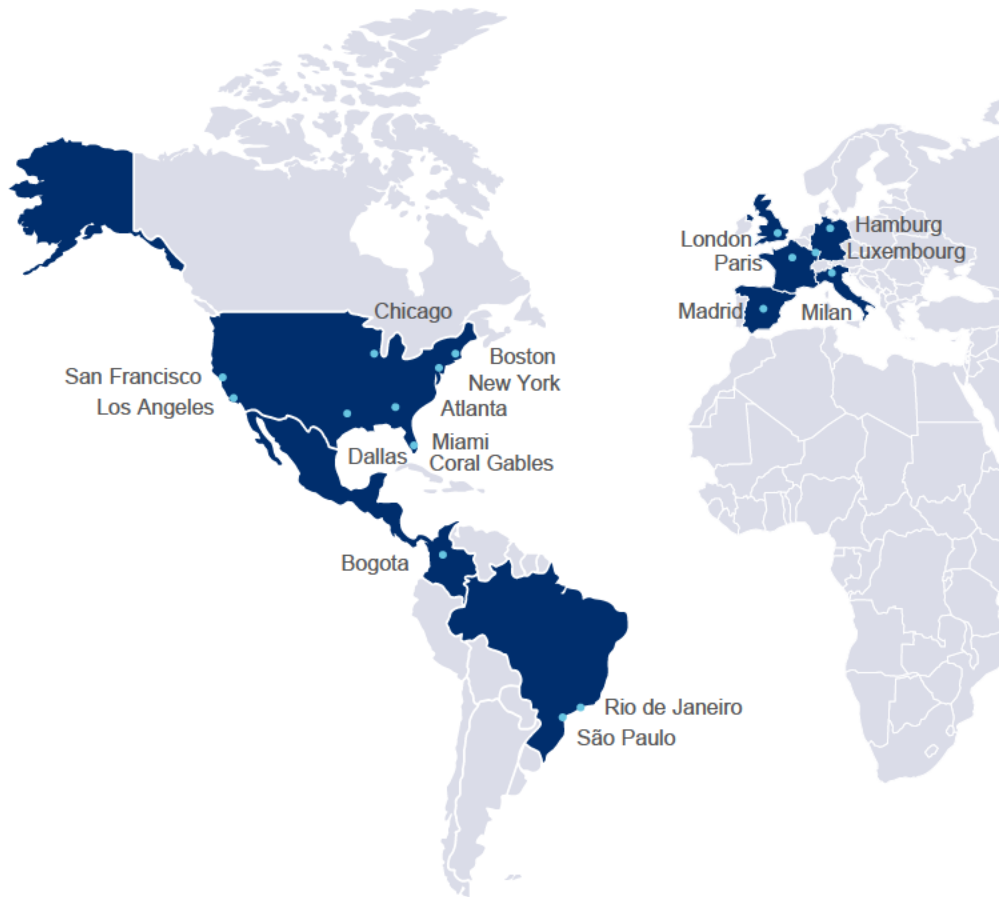 Hamburg
London
Luxembourg
Paris
Madrid
Milan
Chicago
Boston
San Francisco
New York
Los Angeles
Atlanta
Miami
Dallas
Coral Gables
Bogota
Rio de Janeiro
São Paulo